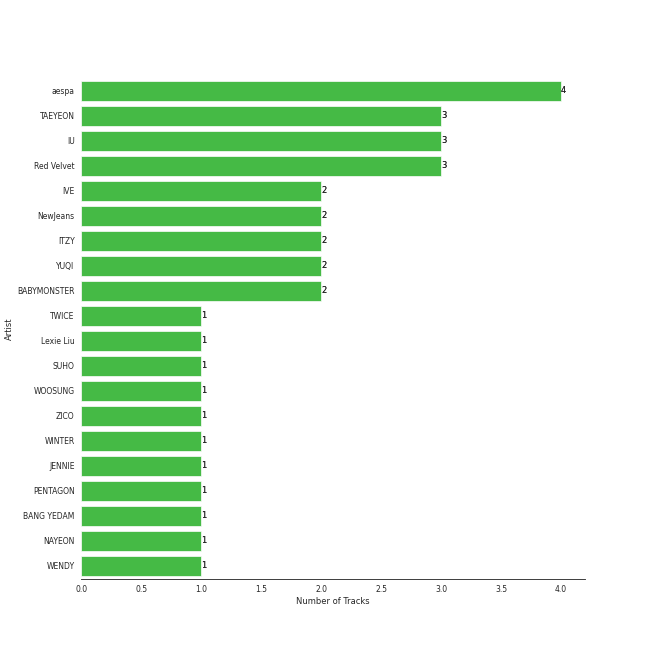 aespa 4
TAEYEON 3
IU 3
Red Velvet 3
IVE 2
NewJeans 2
ITZY 2
YUQI 2
BABYMONSTER 2
TWICE 1
Lexie Liu 1
SUHO 1
WOOSUNG 1
ZICO 1
WINTER 1
JENNIE 1
PENTAGON 1
BANG YEDAM 1
NAYEON 1
WENDY 1
Artist
0.0 0.5 1.0 1.5 2.0 2.5 3.0 3.5 4.0
Number of Tracks